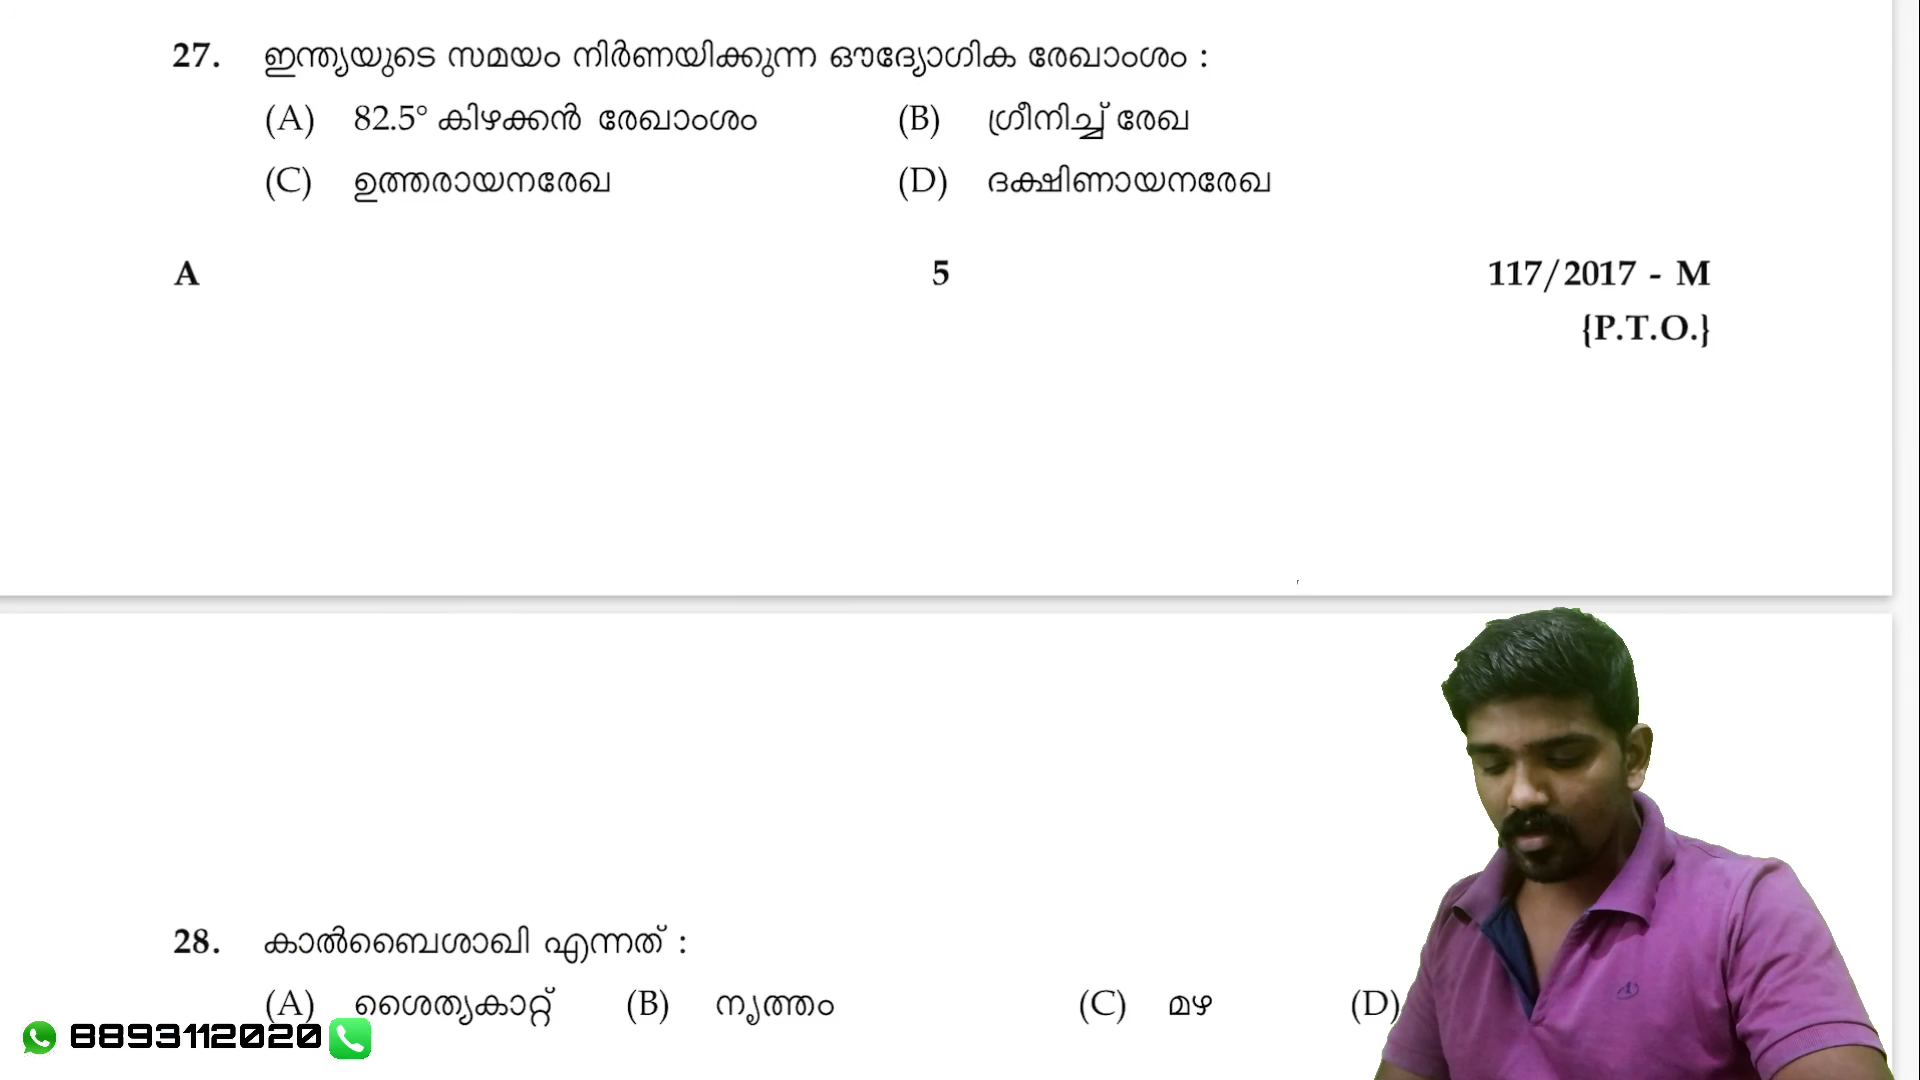 27. ഇന്ത്യയുടെ സമയം നിർണയിക്കുന്ന ഔദ്യോഗിക രേഖാംശം :
(A) 82.5° കിഴക്കൻ രേഖാംശം (B) ഗ്രീനിച്ച് രേഖ
(C) ഉത്തരായനരേഖ (D) ദക്ഷിണായനരേഖ
A 5 117/2017 - M
{P.T.O.}
28. കാൽബൈശാഖി എന്നത് :
(A) ശൈത്യകാറ്റ് (B) നൃത്തം (C) മഴ (D)
8893112020